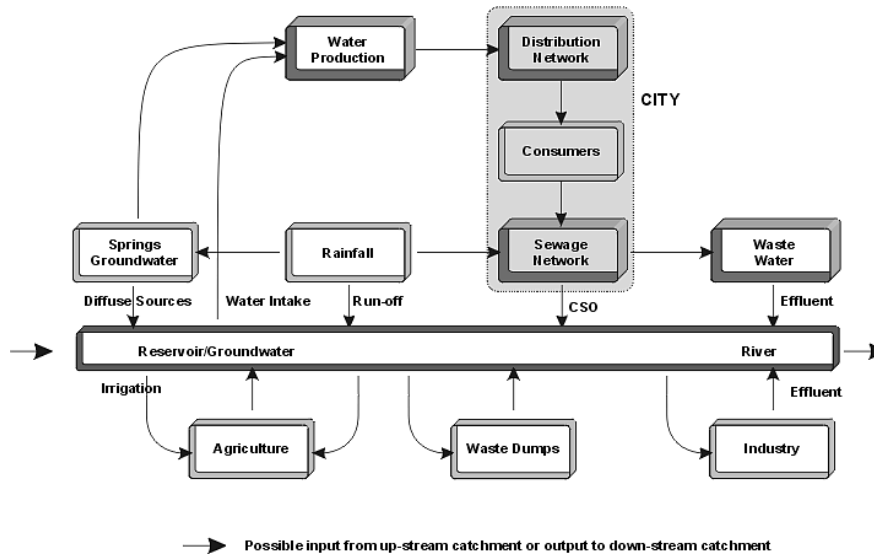 Water
Production
Distribution
Network
CITY
Consumers
Springs
Groundwater
Rainfall
Sewage
Network
Waste
Water
Diffuse Sources
Water Intake
Run-off
CSO
Effluent
Reservoir/Groundwater
River
Irrigation
Effluent
Agriculture
Waste Dumps
Industry
Possible input from up-stream catchment or output to down-stream catchment